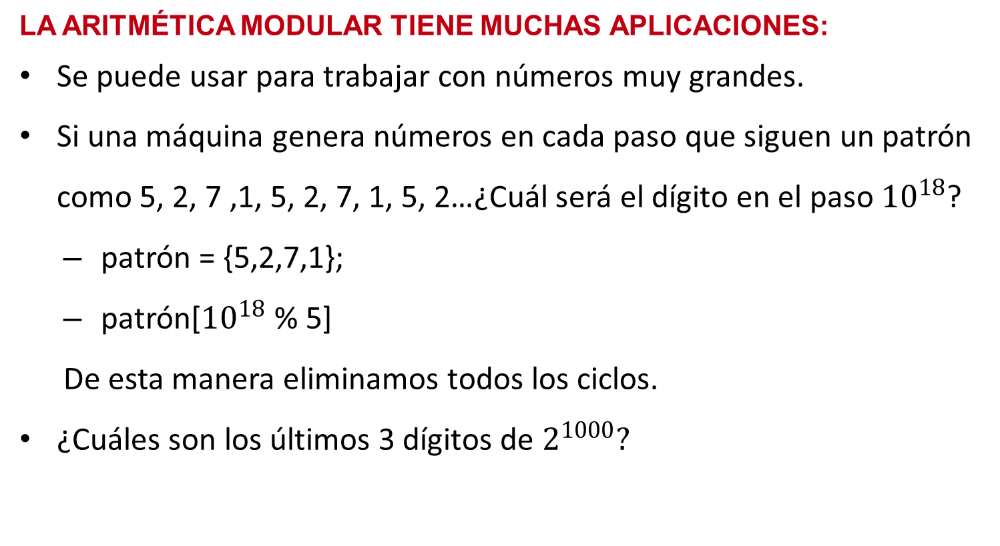 LA ARITMÉTICA MODULAR TIENE MUCHAS APLICACIONES:
• Se puede usar para trabajar con números muy grandes.
• Si una máquina genera números en cada paso que siguen un patrón
como 5, 2, 7 ,1, 5, 2, 7, 1, 5, 2...¿Cuál será el dígito en el paso 10^18?
– patrón = {5,2,7,1};
– patrón[10^18 % 5]
De esta manera eliminamos todos los ciclos.
• ¿Cuáles son los últimos 3 dígitos de 2^1000?